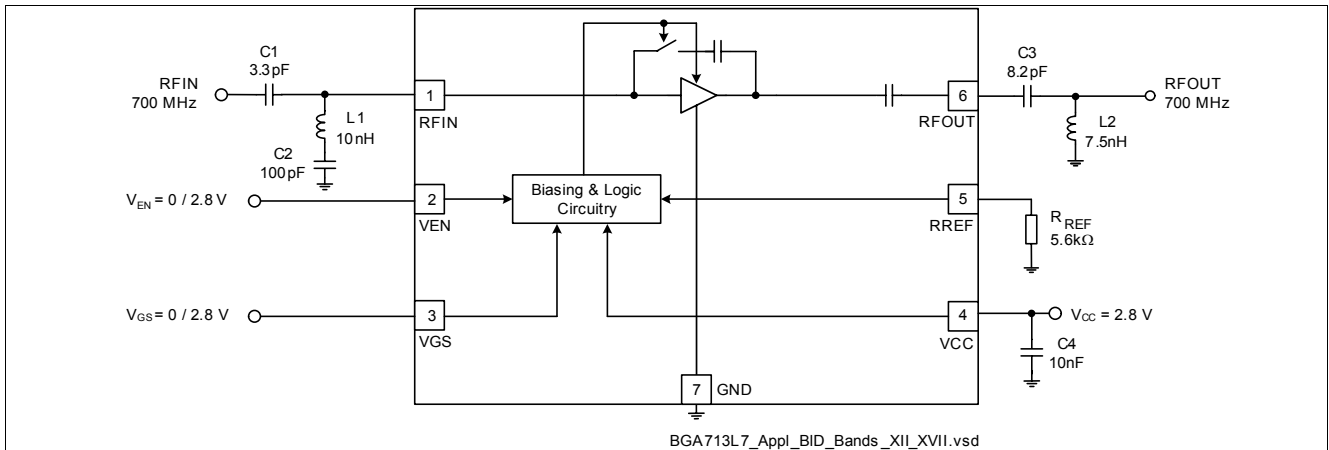 C1
3.3pF
RFIN
700 MHz
L1
10nH
C2
100pF
1
RFIN
6
RFOUT
C3
8.2pF
RFOUT
700 MHz
L2
7.5nH
V_EN = 0 / 2.8 V
2
VEN
Biasing & Logic
Circuitry
5
RREF
R_REF
5.6kΩ
V_GS = 0 / 2.8 V
3
VGS
4
VCC
V_CC = 2.8 V
C4
10nF
7
GND
BGA713L7_Appl_BID_Bands_XII_XVII.vsd